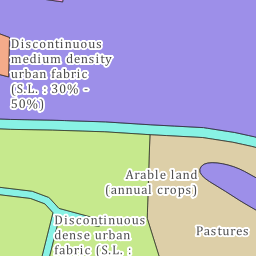 Discontinuous
medium density
urban fabric
(S.L. : 30% -
50%)
Arable land
(annual crops)
Discontinuous
dense urban
fabric (S.L. :
Pastures